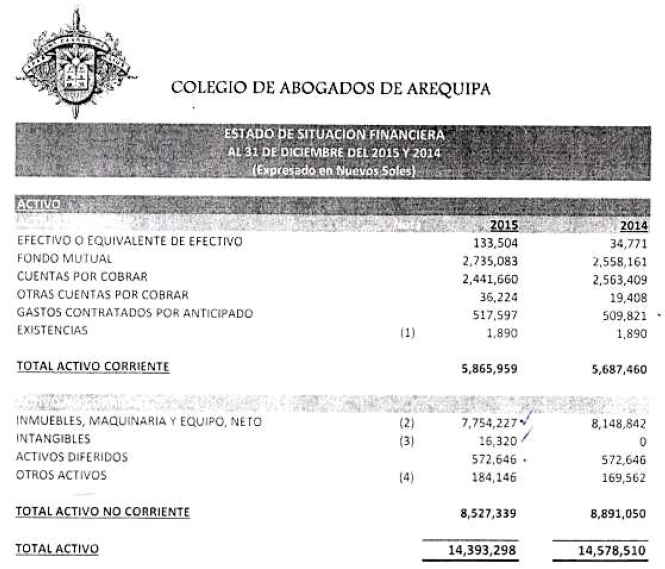 COLEGIO DE ABOGADOS DE AREQUIPA
ESTADO DE SITUACION FINANCIERA
AL 31 DE DICIEMBRE DEL 2015 Y 2014
(Expresado en Nuevos Soles)
ACTIVO
2015 2014
EFECTIVO O EQUIVALENTE DE EFECTIVO 133,504 34,771
FONDO MUTUAL 2,735,083 2,558,161
CUENTAS POR COBRAR 2,441,660 2,563,409
OTRAS CUENTAS POR COBRAR 36,224 19,408
GASTOS CONTRATADOS POR ANTICIPADO 517,597 509,821
EXISTENCIAS (1) 1,890 1,890
TOTAL ACTIVO CORRIENTE 5,865,959 5,687,460
INMUEBLES, MAQUINARIA Y EQUIPO, NETO (2) 7,754,227 8,148,842
INTANGIBLES (3) 16,320 0
ACTIVOS DIFERIDOS 572,646 572,646
OTROS ACTIVOS (4) 184,146 169,562
TOTAL ACTIVO NO CORRIENTE 8,527,339 8,891,050
TOTAL ACTIVO 14,393,298 14,578,510